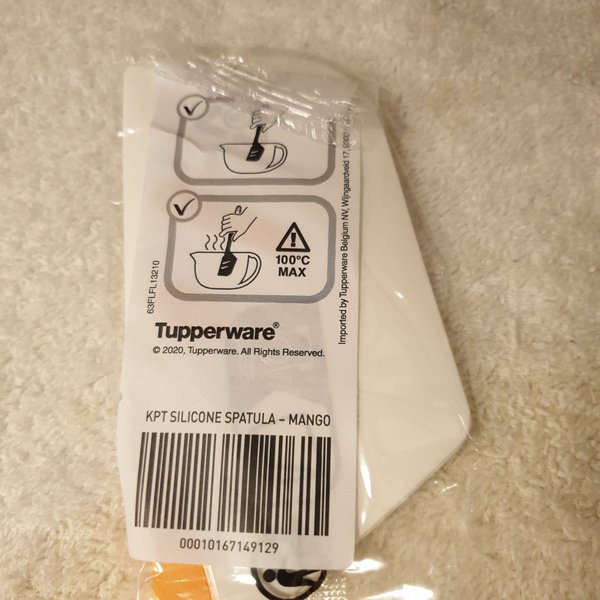 100°C
MAX
63FLFL13210
Imported by Tupperware Belgium NV, Wijngaardveld 17,
Tupperware®
© 2020, Tupperware. All Rights Reserved.
KPT SILICONE SPATULA – MANGO
00010167149129